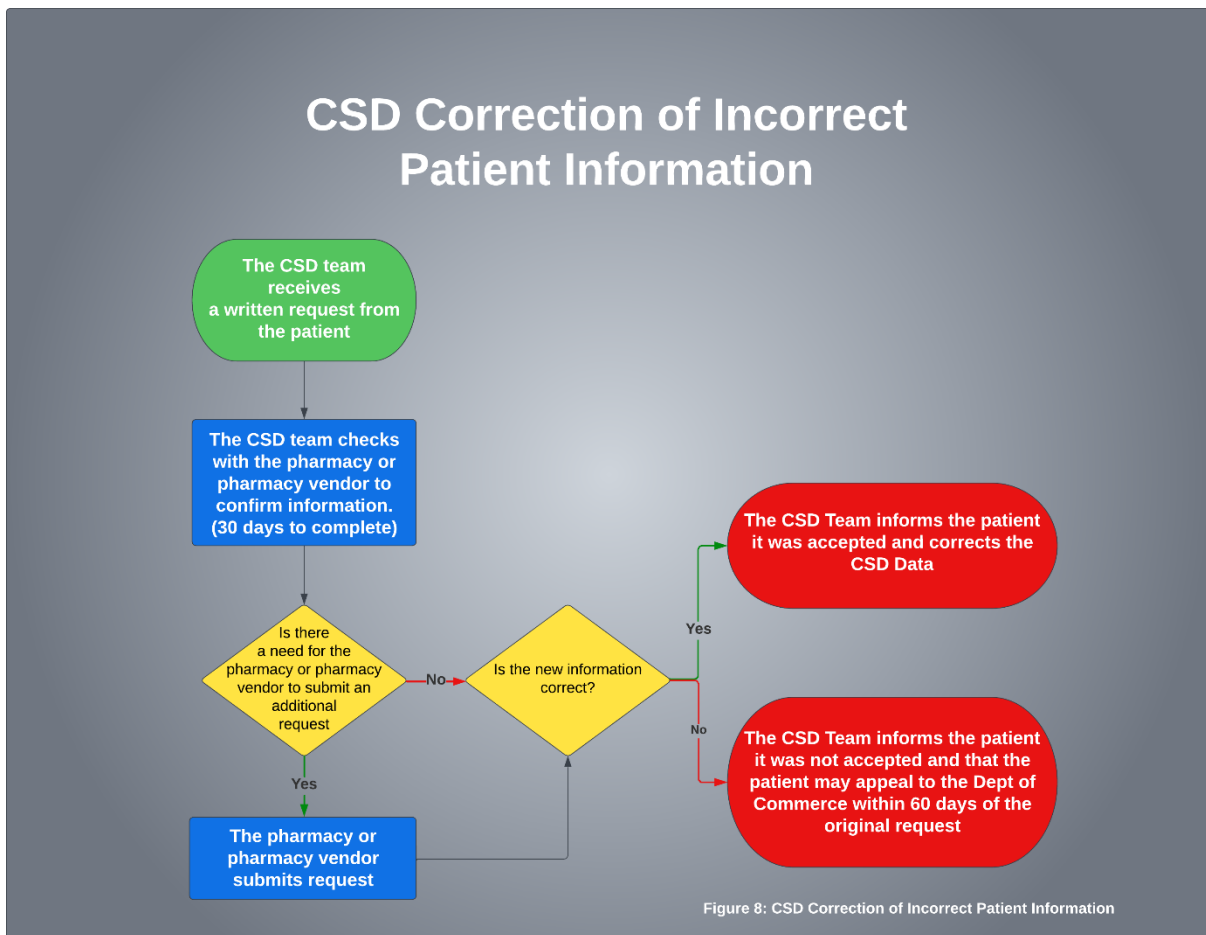 CSD Correction of Incorrect
Patient Information
The CSD team
receives
a written request from
the patient
The CSD team checks
with the pharmacy or
pharmacy vendor to
confirm information.
(30 days to complete)
Is there
a need for the
pharmacy or pharmacy
vendor to submit an
additional
request
No
Yes
The pharmacy or
pharmacy vendor
submits request
Is the new information
correct?
Yes
The CSD Team informs the patient
it was accepted and corrects the
CSD Data
No
The CSD Team informs the patient
it was not accepted and that the
patient may appeal to the Dept of
Commerce within 60 days of the
original request
Figure 8: CSD Correction of Incorrect Patient Information